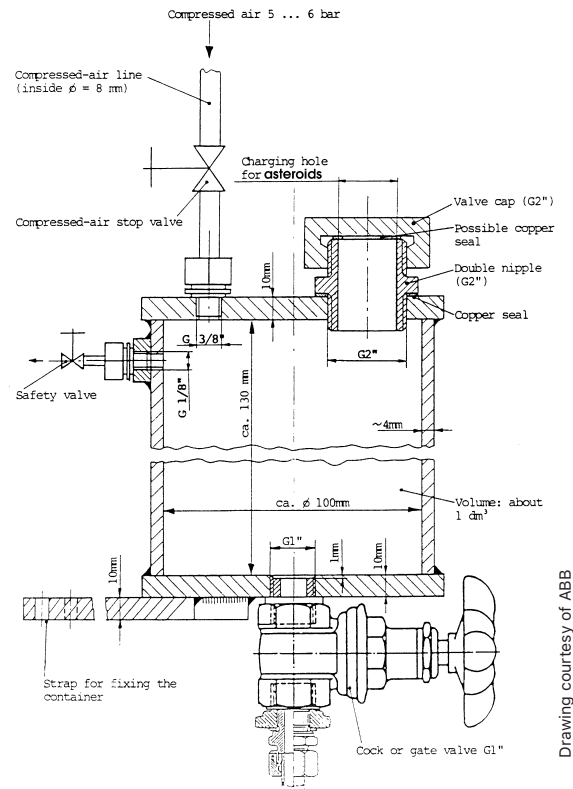 Compressed air 5 ... 6 bar
Compressed-air line
(inside ø = 8 mm)
Charging hole
for asteroids
Valve cap (G2")
Compressed-air stop valve
Possible copper
seal
10mm
Double nipple
(G2")
Copper seal
G 3/8"
G2"
Safety valve
G 1/8"
ca. 130 mm
~4mm
ca. ø 100mm
Volume: about
1 dm³
G1"
1mm
10mm
10mm
Strap for fixing the
container
Cock or gate valve G1"
Drawing courtesy of ABB